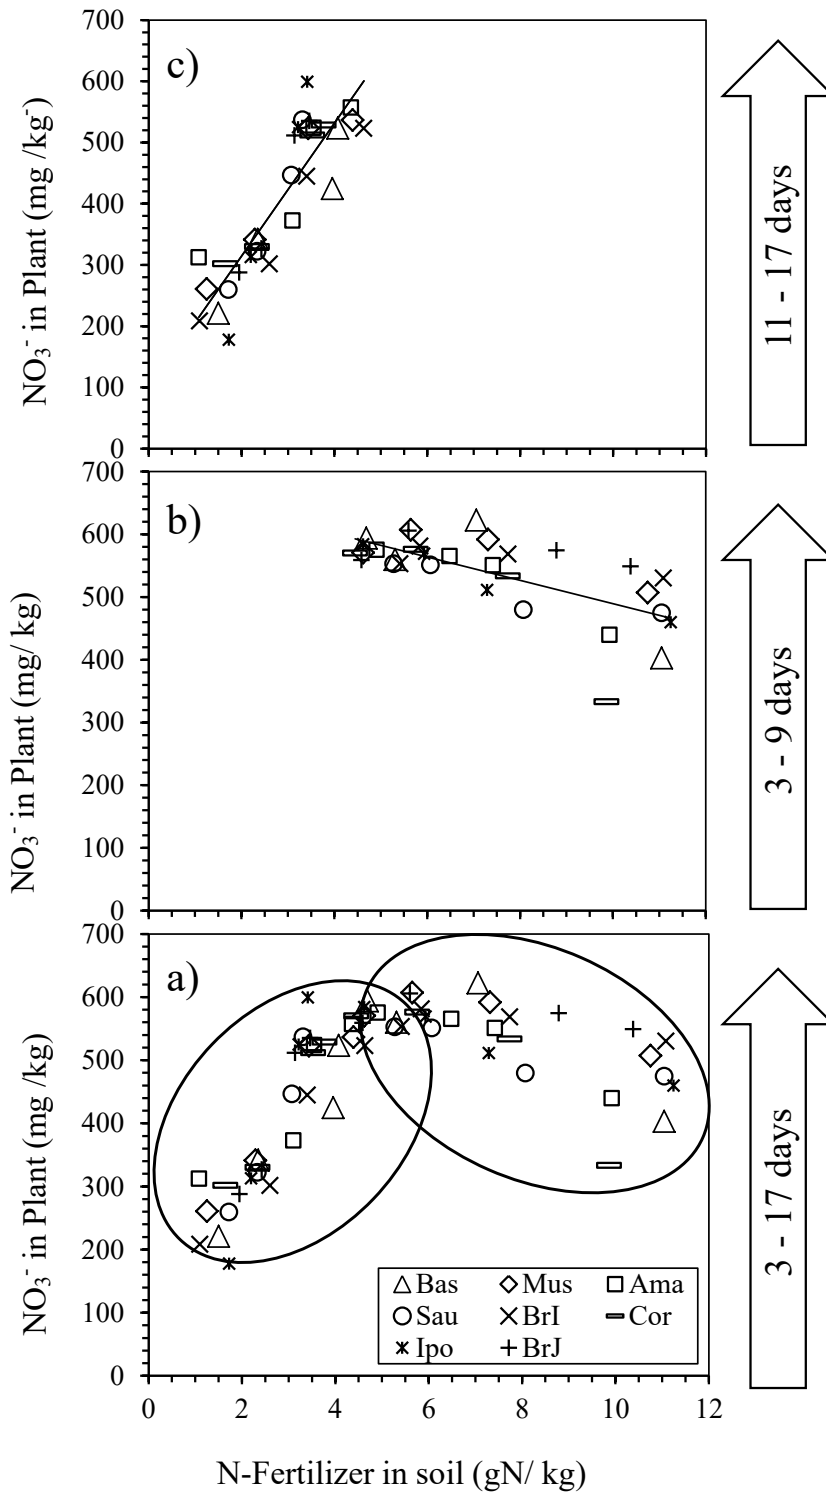 c)
700
600
500
400
300
200
100
0
NO₃⁻ in Plant (mg /kg⁻)
11 - 17 days
b)
700
600
500
400
300
200
100
0
NO₃⁻ in Plant (mg/ kg)
3 - 9 days
a)
700
600
500
400
300
200
100
0
NO₃⁻ in Plant (mg /kg)
3 - 17 days
Bas Mus Ama
Sau BrI Cor
Ipo BrJ
0 2 4 6 8 10 12
N-Fertilizer in soil (gN/ kg)